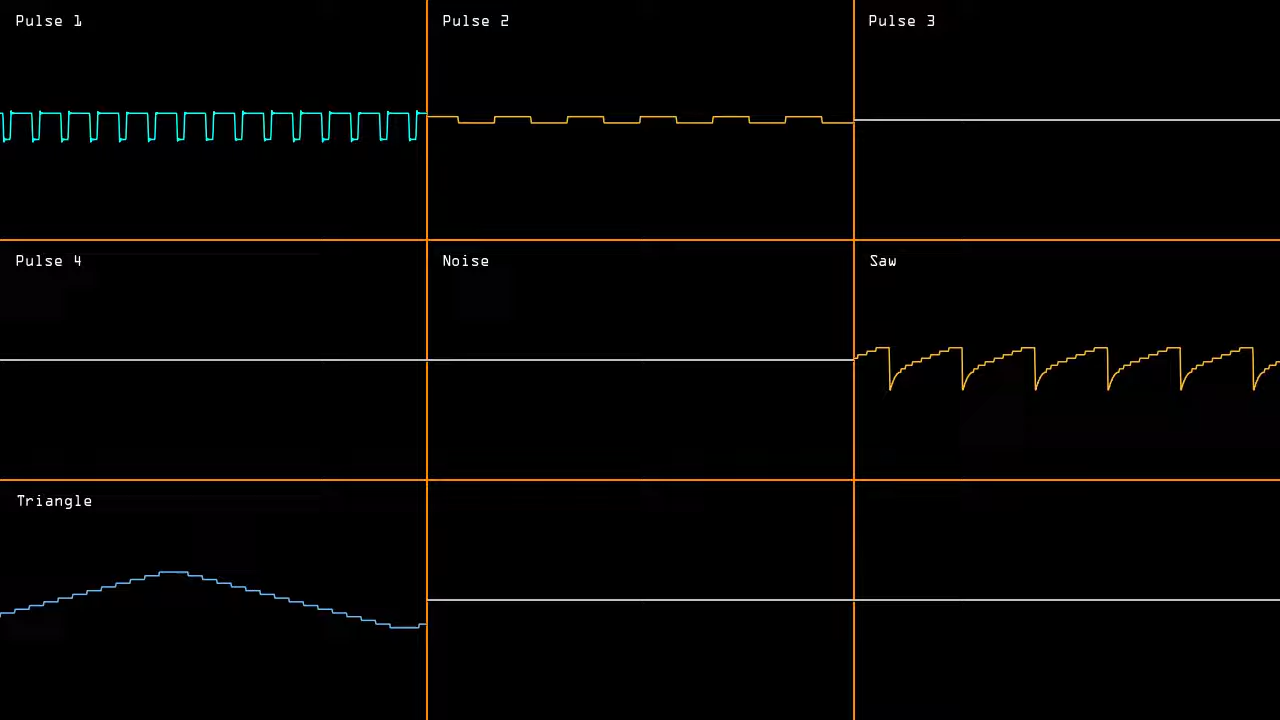 Pulse 1
Pulse 2
Pulse 3
Pulse 4
Noise
Saw
Triangle